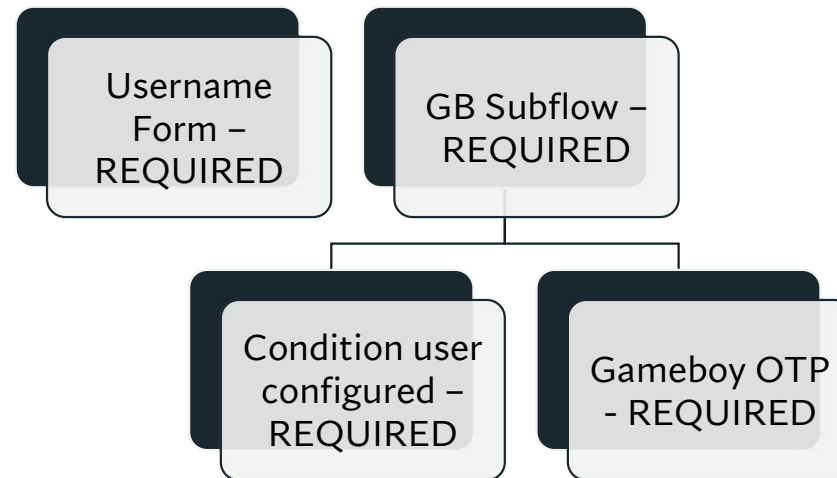 Username
Form –
REQUIRED
GB Subflow –
REQUIRED
Condition user
configured –
REQUIRED
Gameboy OTP
- REQUIRED